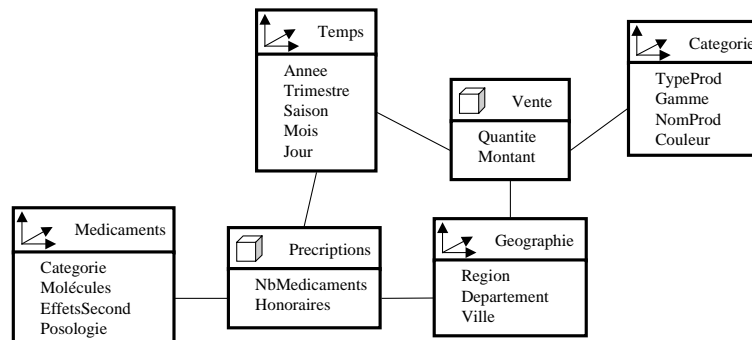 Temps
Annee
Trimestre
Saison
Mois
Jour
Vente
Quantite
Montant
Categorie
TypeProd
Gamme
NomProd
Couleur
Medicaments
Categorie
Molécules
EffetsSecond
Posologie
Precriptions
NbMedicaments
Honoraires
Geographie
Region
Departement
Ville